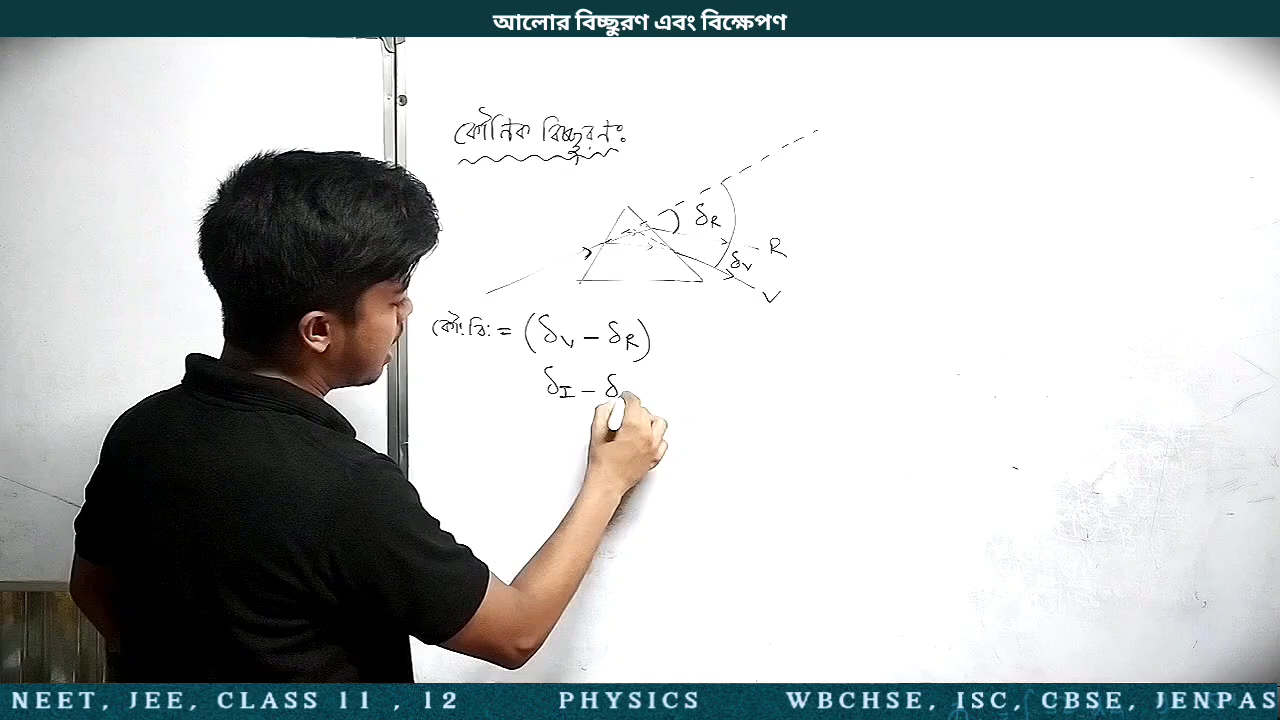 আলোর বিচ্ছুরণ এবং বিক্ষেপণ
কৌনিক বিচ্ছুরণঃ
δR
R
δV
V
কৌঃ বিঃ = (δV − δR)
δI − δ
NEET, JEE, CLASS 11 , 12 PHYSICS WBCHSE, ISC, CBSE, JENPAS